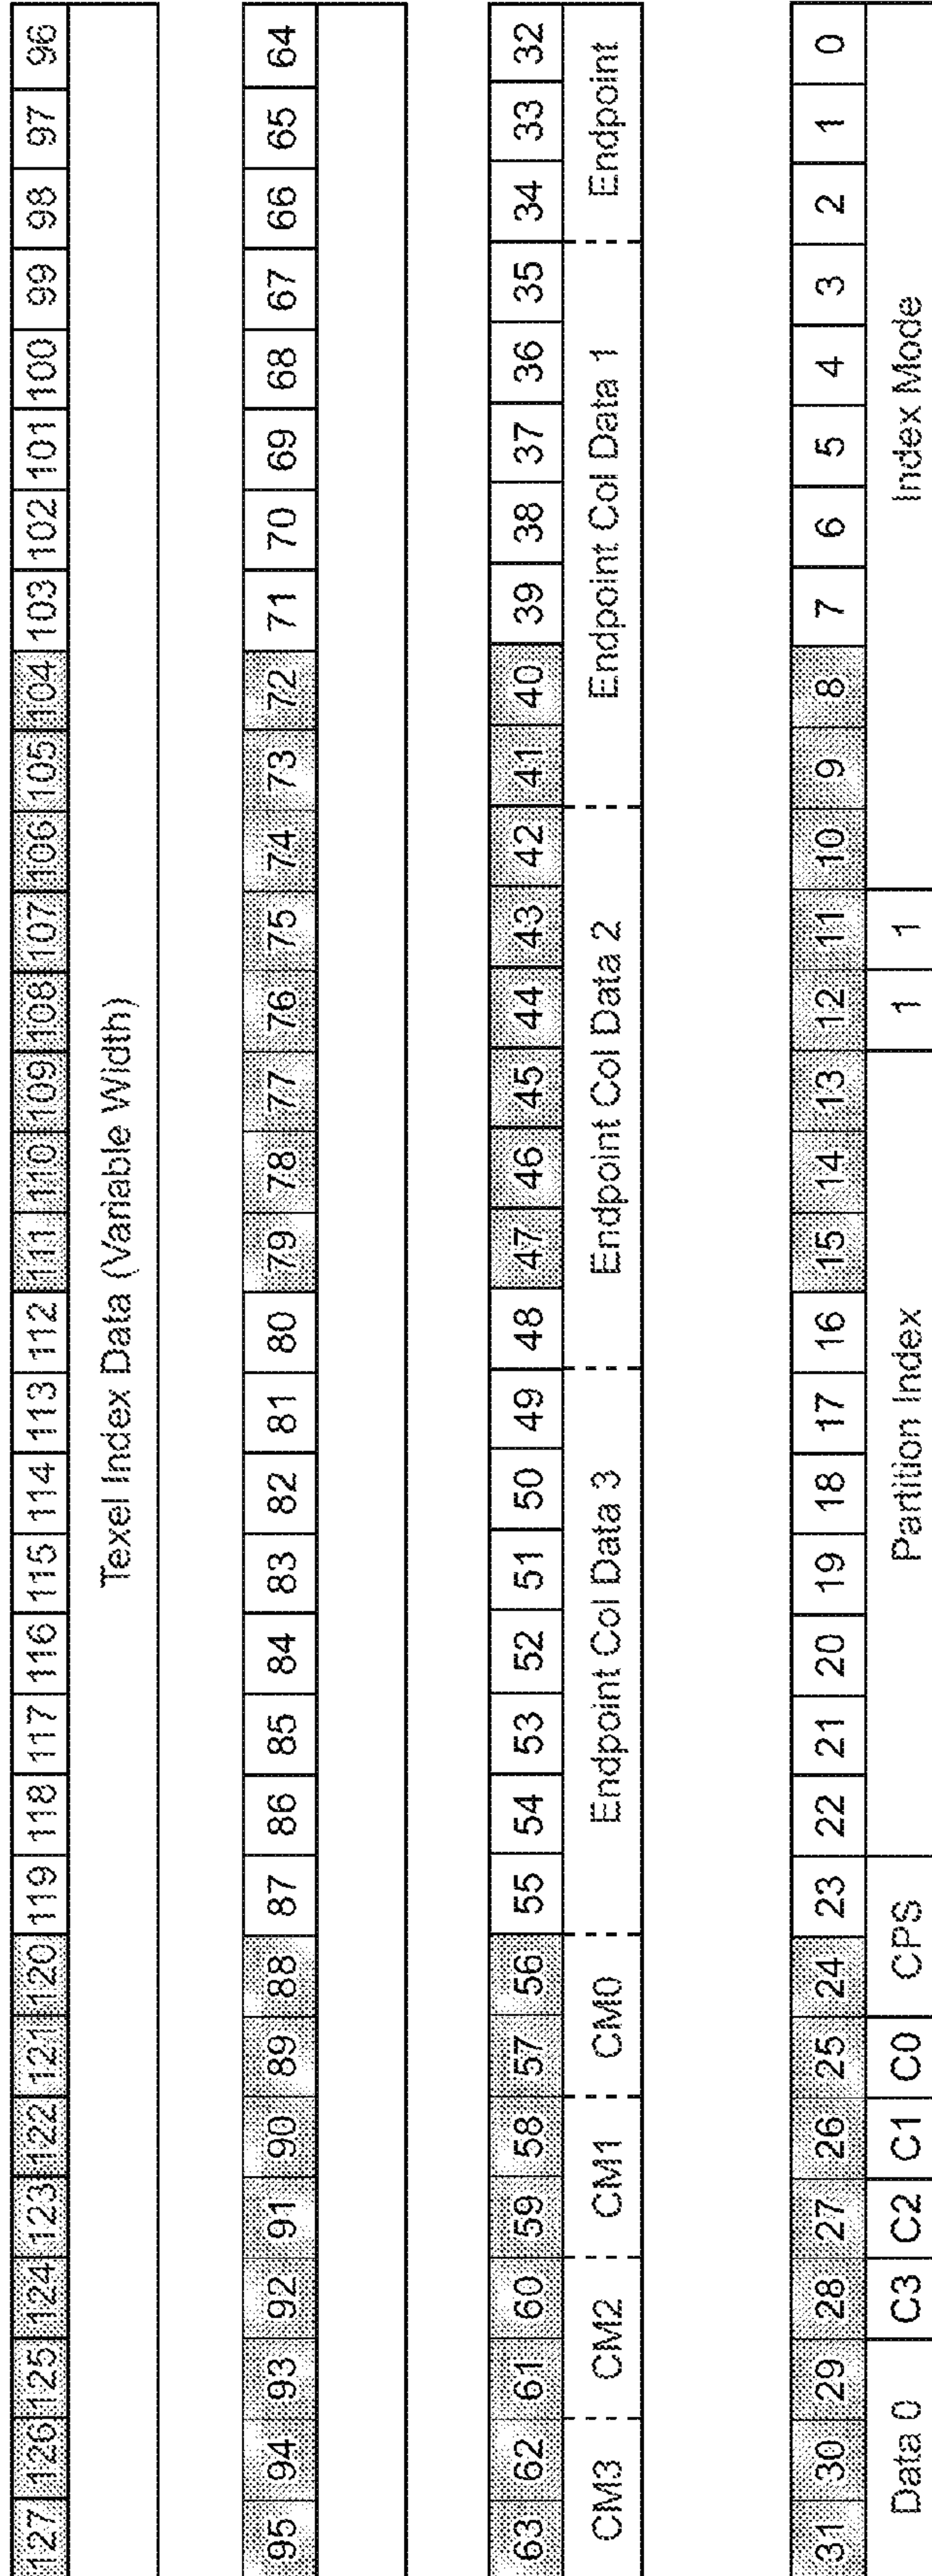 127 126 125 124 123 122 121 120 119 118 117 116 115 114 113 112 111 110 109 108 107 106 105 104 103 102 101 100 99 98 97 96
Texel Index Data (Variable Width)
95 94 93 92 91 90 89 88 87 86 85 84 83 82 81 80 79 78 77 76 75 74 73 72 71 70 69 68 67 66 65 64
63 62 61 60 59 58 57 56 55 54 53 52 51 50 49 48 47 46 45 44 43 42 41 40 39 38 37 36 35 34 33 32
CM3 CM2 CM1 CM0 Endpoint Col Data 3 Endpoint Col Data 2 Endpoint Col Data 1 Endpoint
31 30 29 28 27 26 25 24 23 22 21 20 19 18 17 16 15 14 13 12 11 10 9 8 7 6 5 4 3 2 1 0
Data 0 C3 C2 C1 C0 CPS Partition Index 1 1 Index Mode